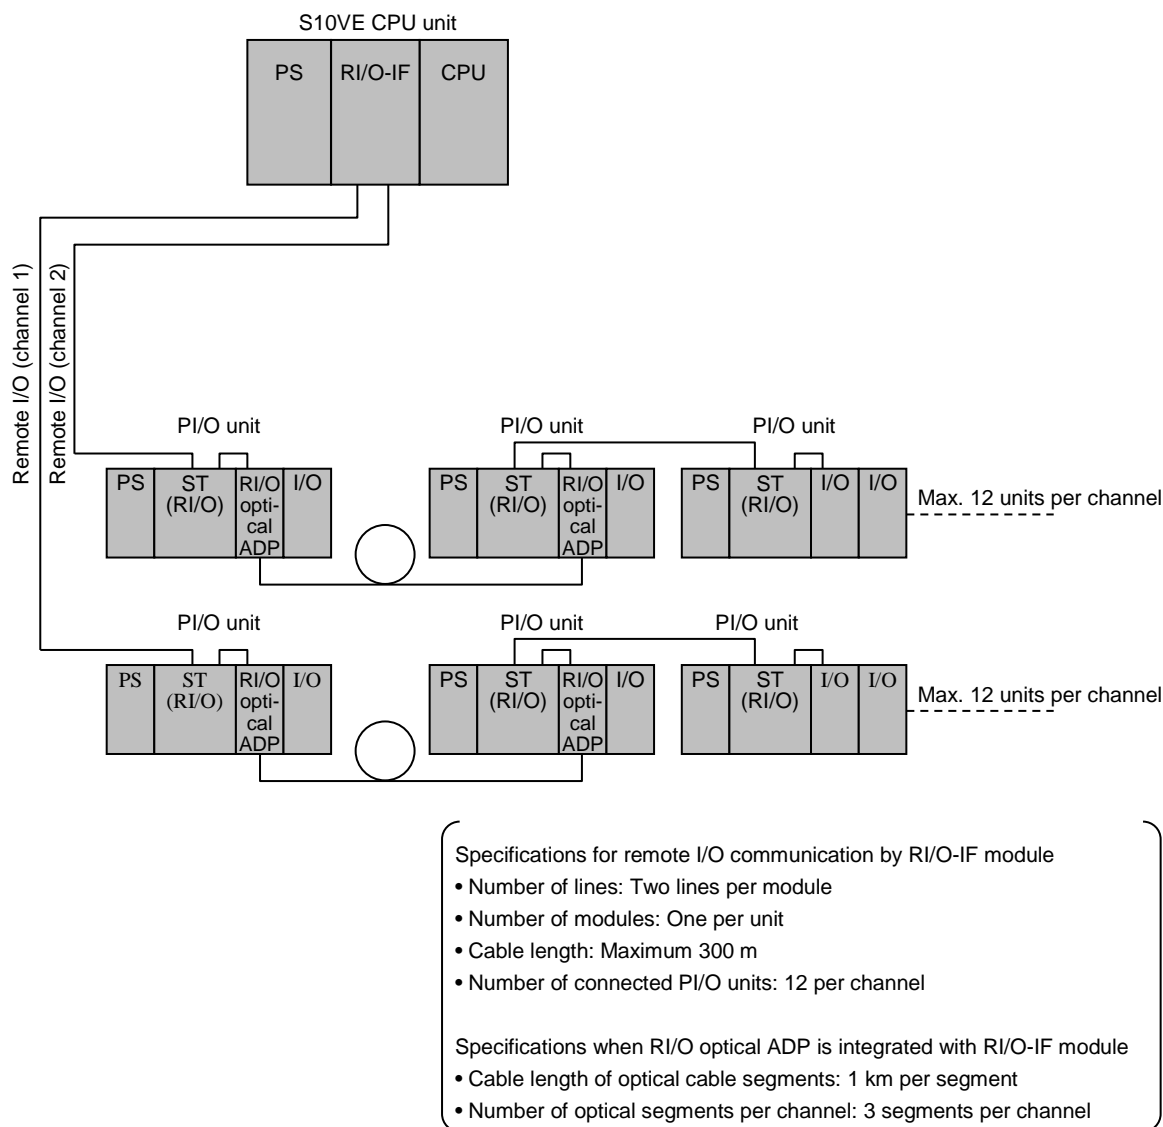 S10VE CPU unit
PS RI/O-IF CPU
Remote I/O (channel 1)
Remote I/O (channel 2)
PI/O unit PI/O unit PI/O unit
PS ST RI/O I/O PS ST RI/O I/O PS ST I/O I/O
(RI/O) opti- (RI/O) opti- (RI/O)
cal cal
ADP ADP
Max. 12 units per channel
PI/O unit PI/O unit PI/O unit
PS ST RI/O I/O PS ST RI/O I/O PS ST I/O I/O
(RI/O) opti- (RI/O) opti- (RI/O)
cal cal
ADP ADP
Max. 12 units per channel
Specifications for remote I/O communication by RI/O-IF module
• Number of lines: Two lines per module
• Number of modules: One per unit
• Cable length: Maximum 300 m
• Number of connected PI/O units: 12 per channel
Specifications when RI/O optical ADP is integrated with RI/O-IF module
• Cable length of optical cable segments: 1 km per segment
• Number of optical segments per channel: 3 segments per channel